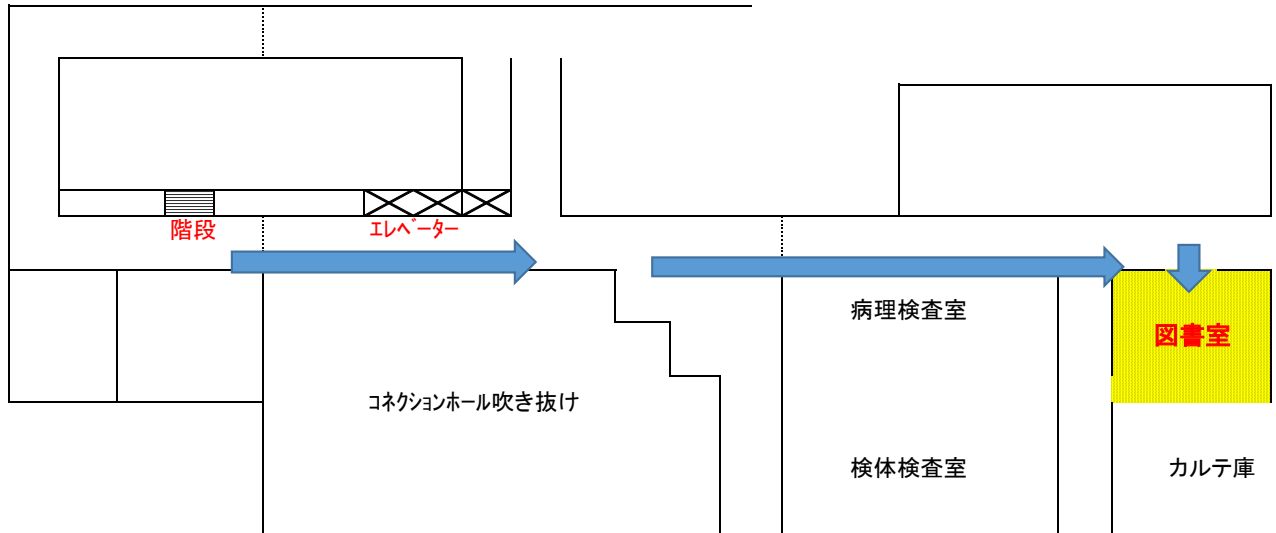 階段
ｴﾚﾍﾞｰﾀｰ
病理検査室
図書室
ｺﾈｸｼｮﾝﾎｰﾙ吹き抜け
検体検査室
カルテ庫